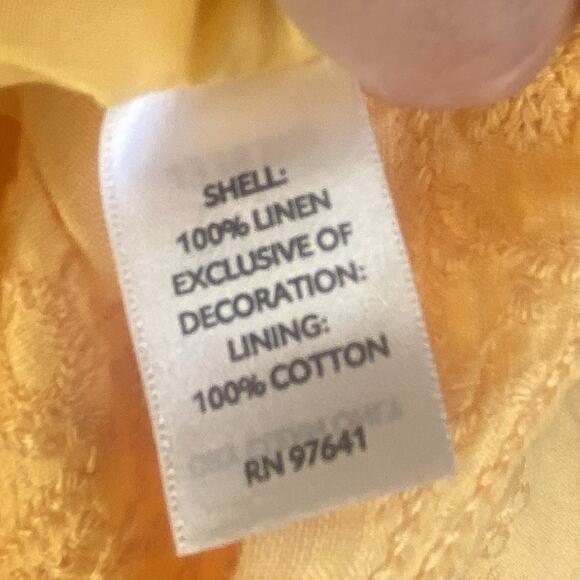 SHELL:
100% LINEN
EXCLUSIVE OF
DECORATION:
LINING:
100% COTTON
RN 97641